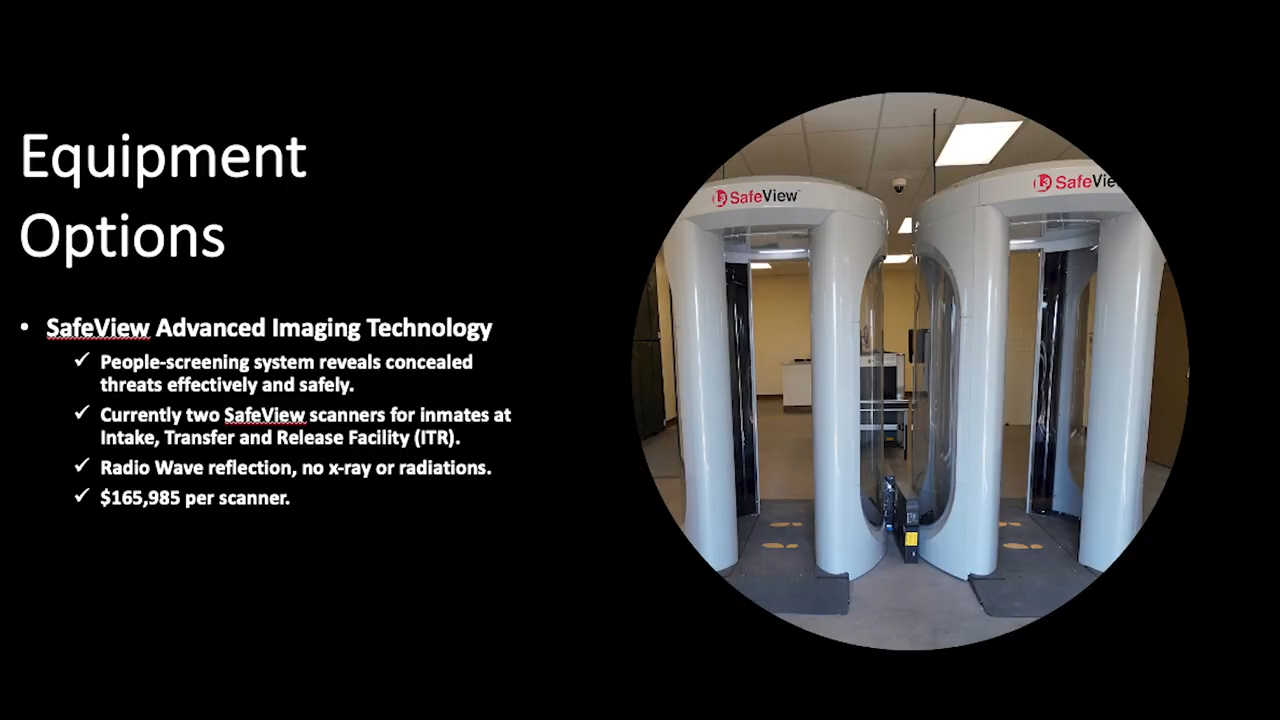 Equipment
Options
• SafeView Advanced Imaging Technology
✓ People-screening system reveals concealed
threats effectively and safely.
✓ Currently two SafeView scanners for inmates at
Intake, Transfer and Release Facility (ITR).
✓ Radio Wave reflection, no x-ray or radiations.
✓ $165,985 per scanner.
L3 SafeView
L3 SafeVie